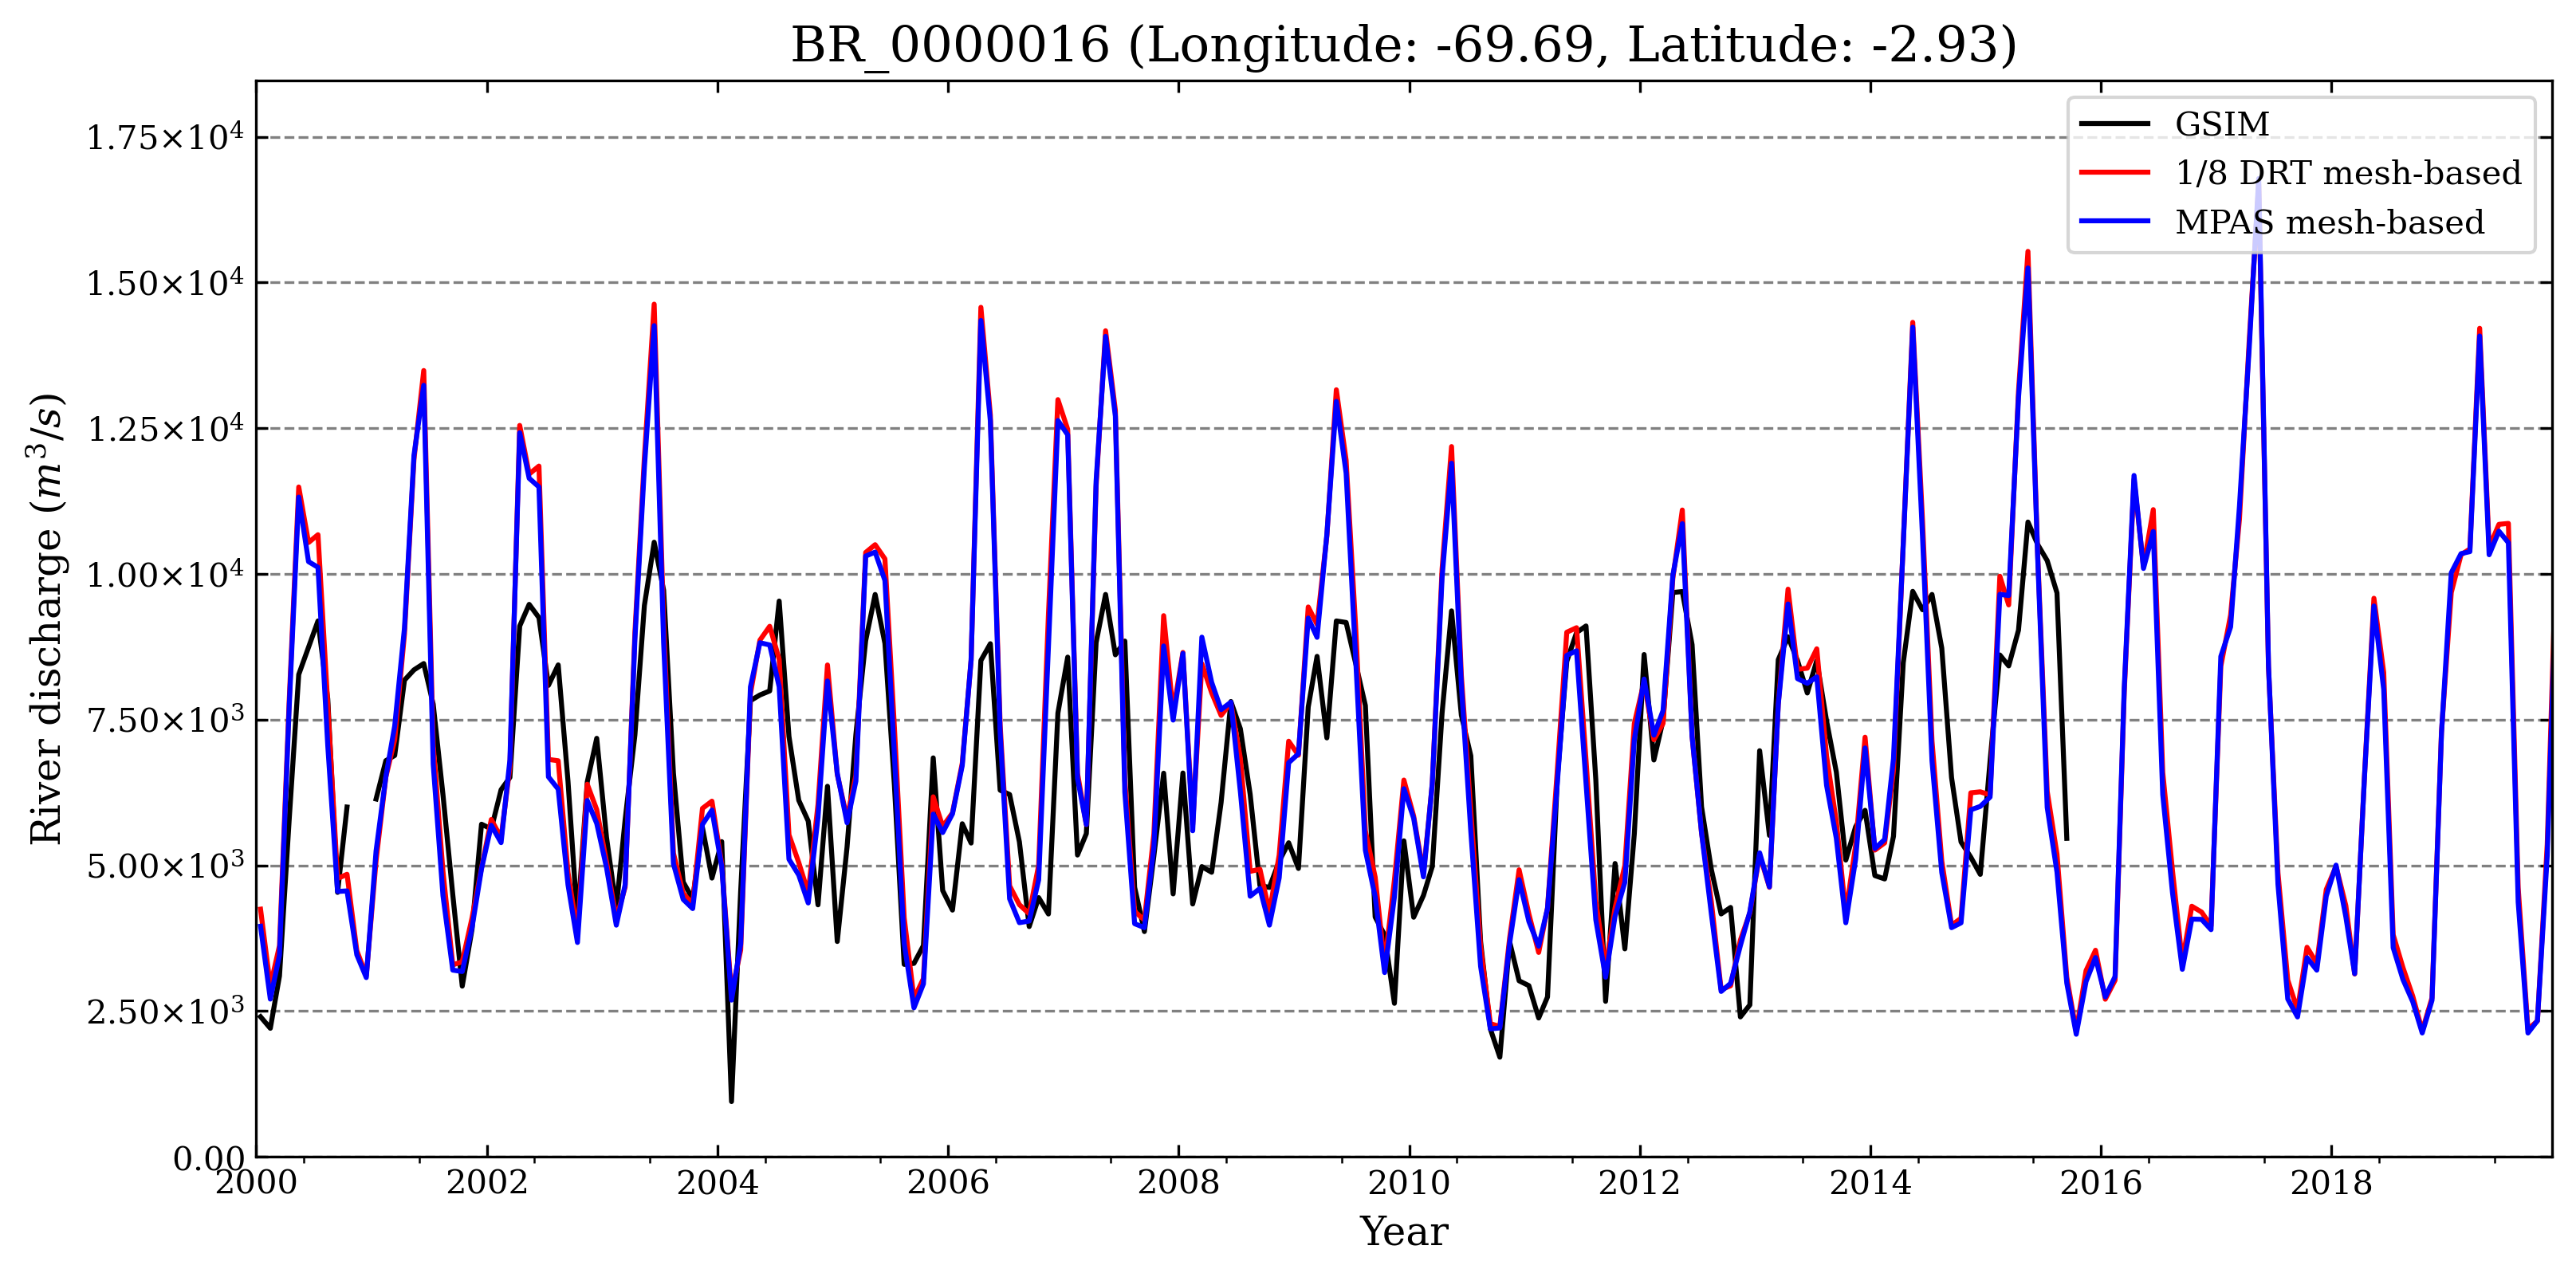 BR_0000016 (Longitude: -69.69, Latitude: -2.93)
GSIM
1/8 DRT mesh-based
MPAS mesh-based
River discharge (m³/s)
1.75×10⁴
1.50×10⁴
1.25×10⁴
1.00×10⁴
7.50×10³
5.00×10³
2.50×10³
0.00
2000 2002 2004 2006 2008 2010 2012 2014 2016 2018
Year